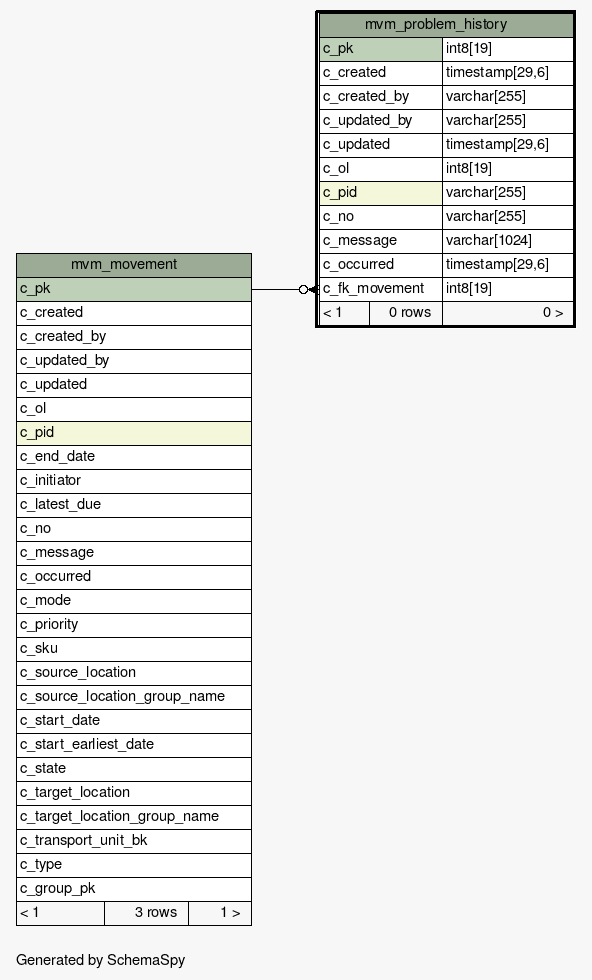 mvm_problem_history
c_pk int8[19]
c_created timestamp[29,6]
c_created_by varchar[255]
c_updated_by varchar[255]
c_updated timestamp[29,6]
c_ol int8[19]
c_pid varchar[255]
c_no varchar[255]
c_message varchar[1024]
c_occurred timestamp[29,6]
c_fk_movement int8[19]
< 1 0 rows 0 >
mvm_movement
c_pk
c_created
c_created_by
c_updated_by
c_updated
c_ol
c_pid
c_end_date
c_initiator
c_latest_due
c_no
c_message
c_occurred
c_mode
c_priority
c_sku
c_source_location
c_source_location_group_name
c_start_date
c_start_earliest_date
c_state
c_target_location
c_target_location_group_name
c_transport_unit_bk
c_type
c_group_pk
< 1 3 rows 1 >
Generated by SchemaSpy